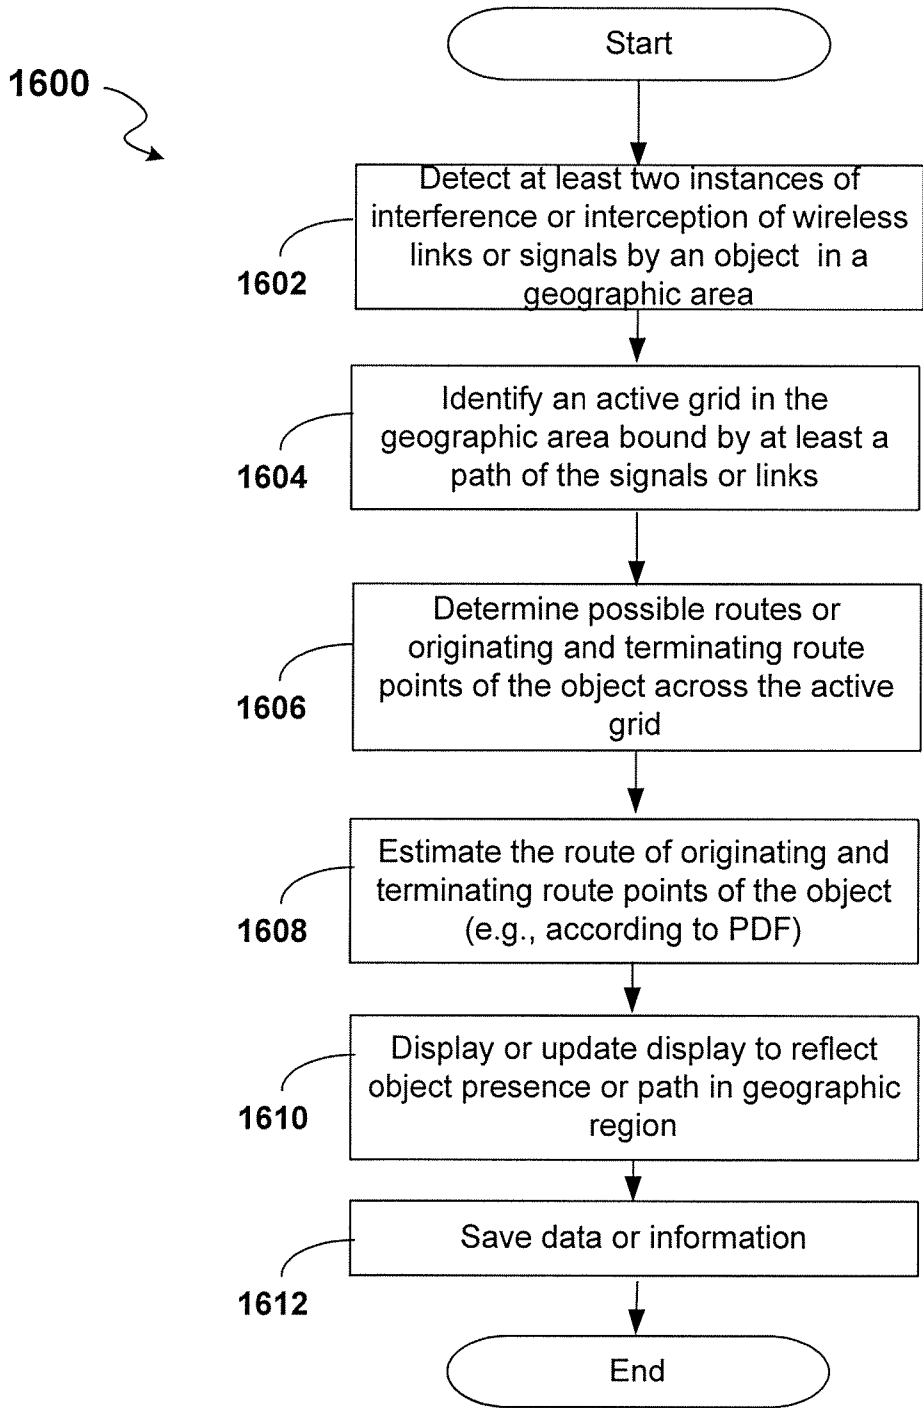 Start
1600
Detect at least two instances of
interference or interception of wireless
links or signals by an object in a
geographic area
1602
Identify an active grid in the
geographic area bound by at least a
path of the signals or links
1604
Determine possible routes or
originating and terminating route
points of the object across the active
grid
1606
Estimate the route of originating and
terminating route points of the object
(e.g., according to PDF)
1608
Display or update display to reflect
object presence or path in geographic
region
1610
Save data or information
1612
End